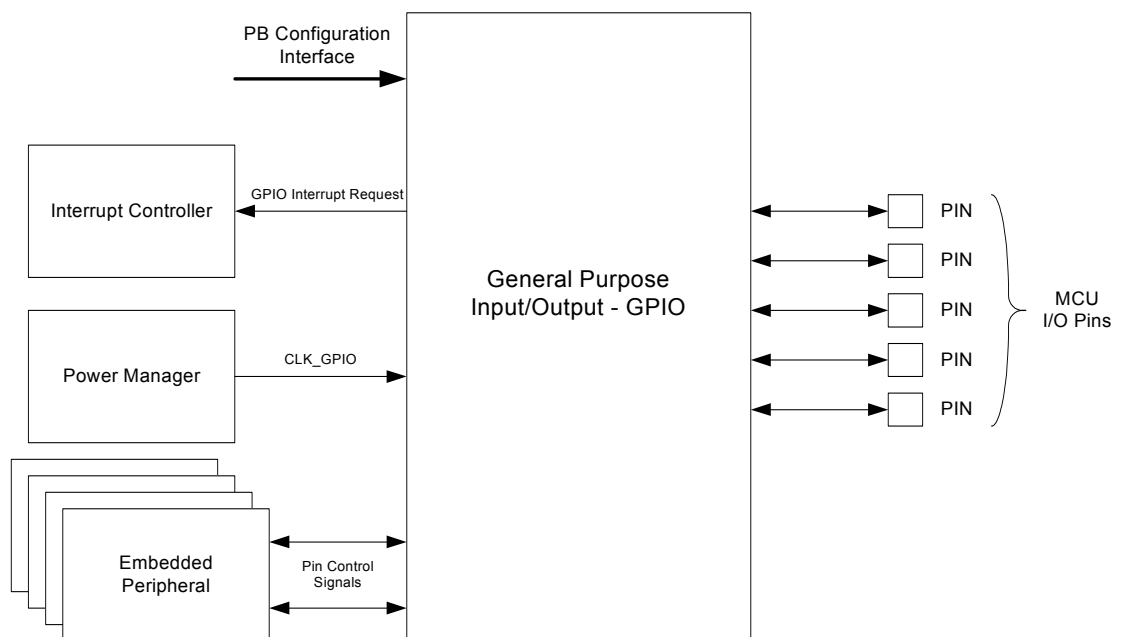 PB Configuration
Interface
Interrupt Controller
GPIO Interrupt Request
Power Manager
CLK_GPIO
Embedded
Peripheral
Pin Control
Signals
General Purpose
Input/Output - GPIO
PIN
PIN
PIN
PIN
PIN
MCU
I/O Pins